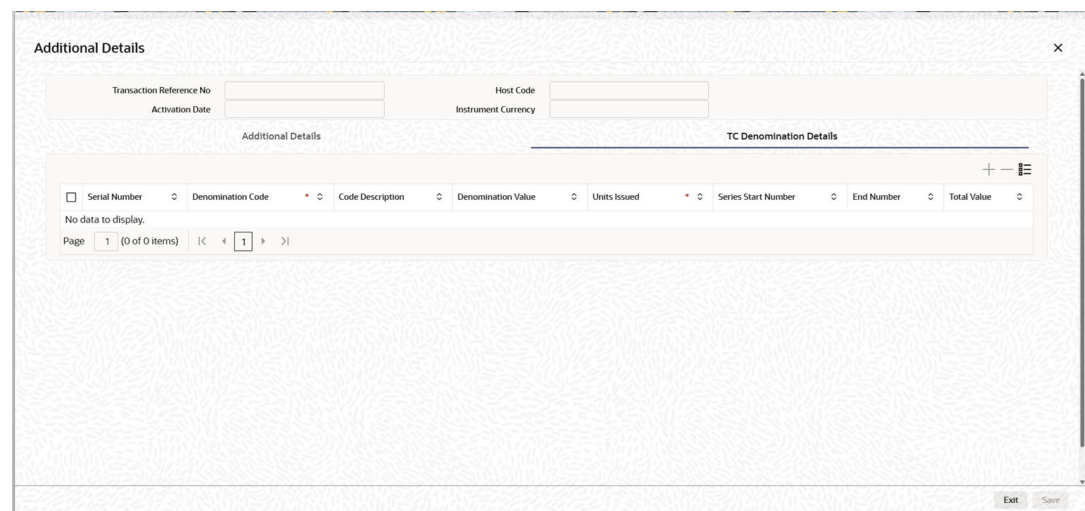 Additional Details
Transaction Reference No Host Code
Activation Date Instrument Currency
Additional Details TC Denomination Details
Serial Number Denomination Code * Code Description Denomination Value Units Issued * Series Start Number End Number Total Value
No data to display.
Page 1 (0 of 0 items) 1
Exit Save